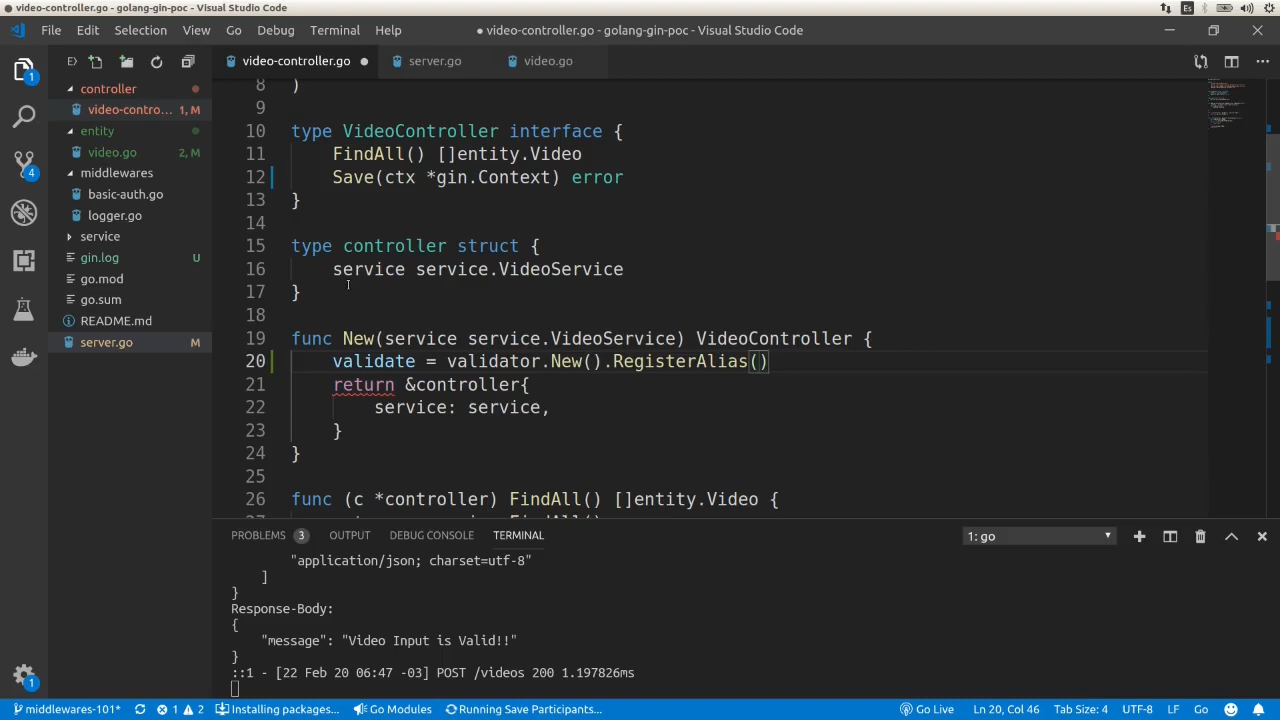 video-controller.go - golang-gin-poc - Visual Studio Code
Es
File Edit Selection View Go Debug Terminal Help
● video-controller.go - golang-gin-poc - Visual Studio Code
video-controller.go ● server.go video.go
controller
video-contro... 1, M
entity
video.go 2, M
middlewares
basic-auth.go
logger.go
service
gin.log U
go.mod
go.sum
README.md
server.go M
1
4
1
8 )
9
10 type VideoController interface {
11 FindAll() []entity.Video
12 Save(ctx *gin.Context) error
13 }
14
15 type controller struct {
16 service service.VideoService
17 }
18
19 func New(service service.VideoService) VideoController {
20 validate = validator.New().RegisterAlias()
21 return &controller{
22 service: service,
23 }
24 }
25
26 func (c *controller) FindAll() []entity.Video {
PROBLEMS 3 OUTPUT DEBUG CONSOLE TERMINAL 1: go
"application/json; charset=utf-8"
]
}
Response-Body:
{
"message": "Video Input is Valid!!"
}
::1 - [22 Feb 20 06:47 -03] POST /videos 200 1.197826ms
middlewares-101* 1 2 Installing packages... Go Modules Running Save Participants... Go Live Ln 20, Col 46 Tab Size: 4 UTF-8 LF Go